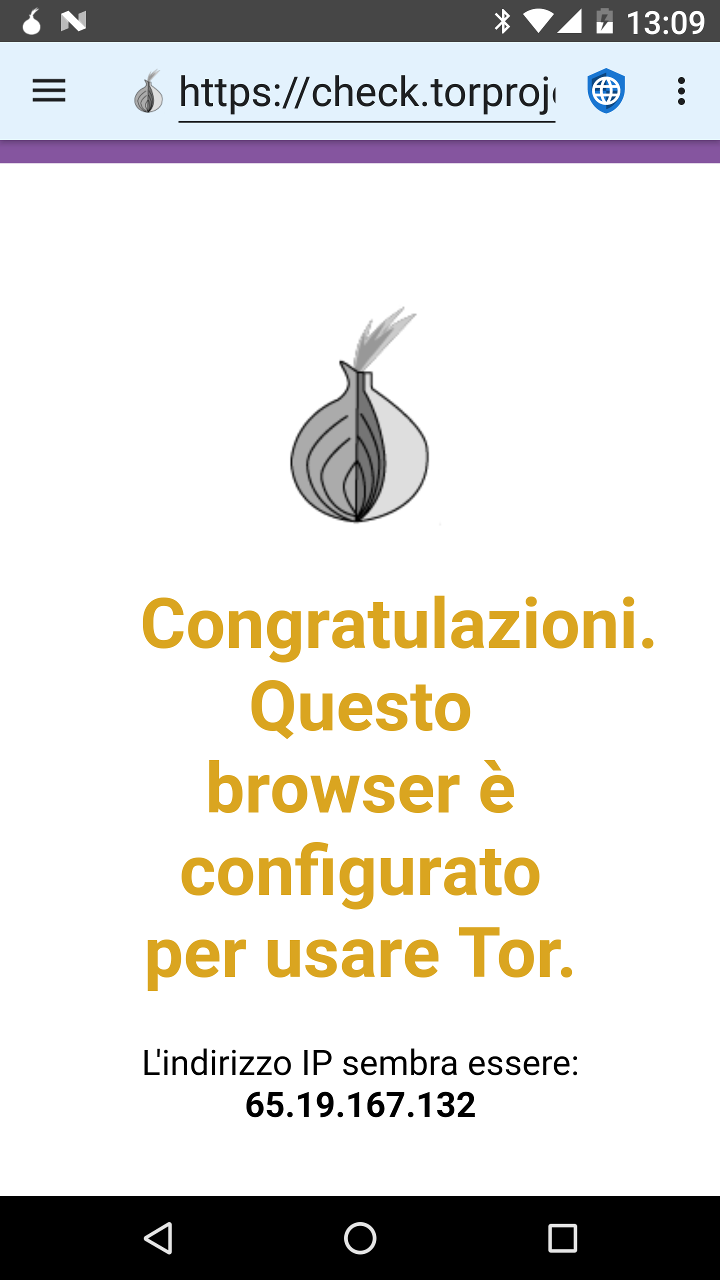 13:09
https://check.torproj
Congratulazioni.
Questo
browser è
configurato
per usare Tor.
L'indirizzo IP sembra essere:
65.19.167.132